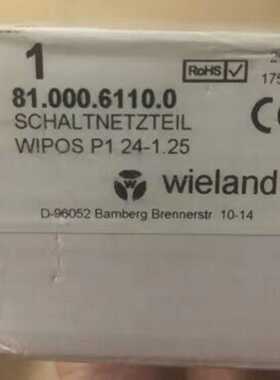 1
RoHS
175
81.000.6110.0
CE
SCHALTNETZTEIL
WIPOS P1 24-1.25
wieland
D-96052 Bamberg Brennerstr. 10-14